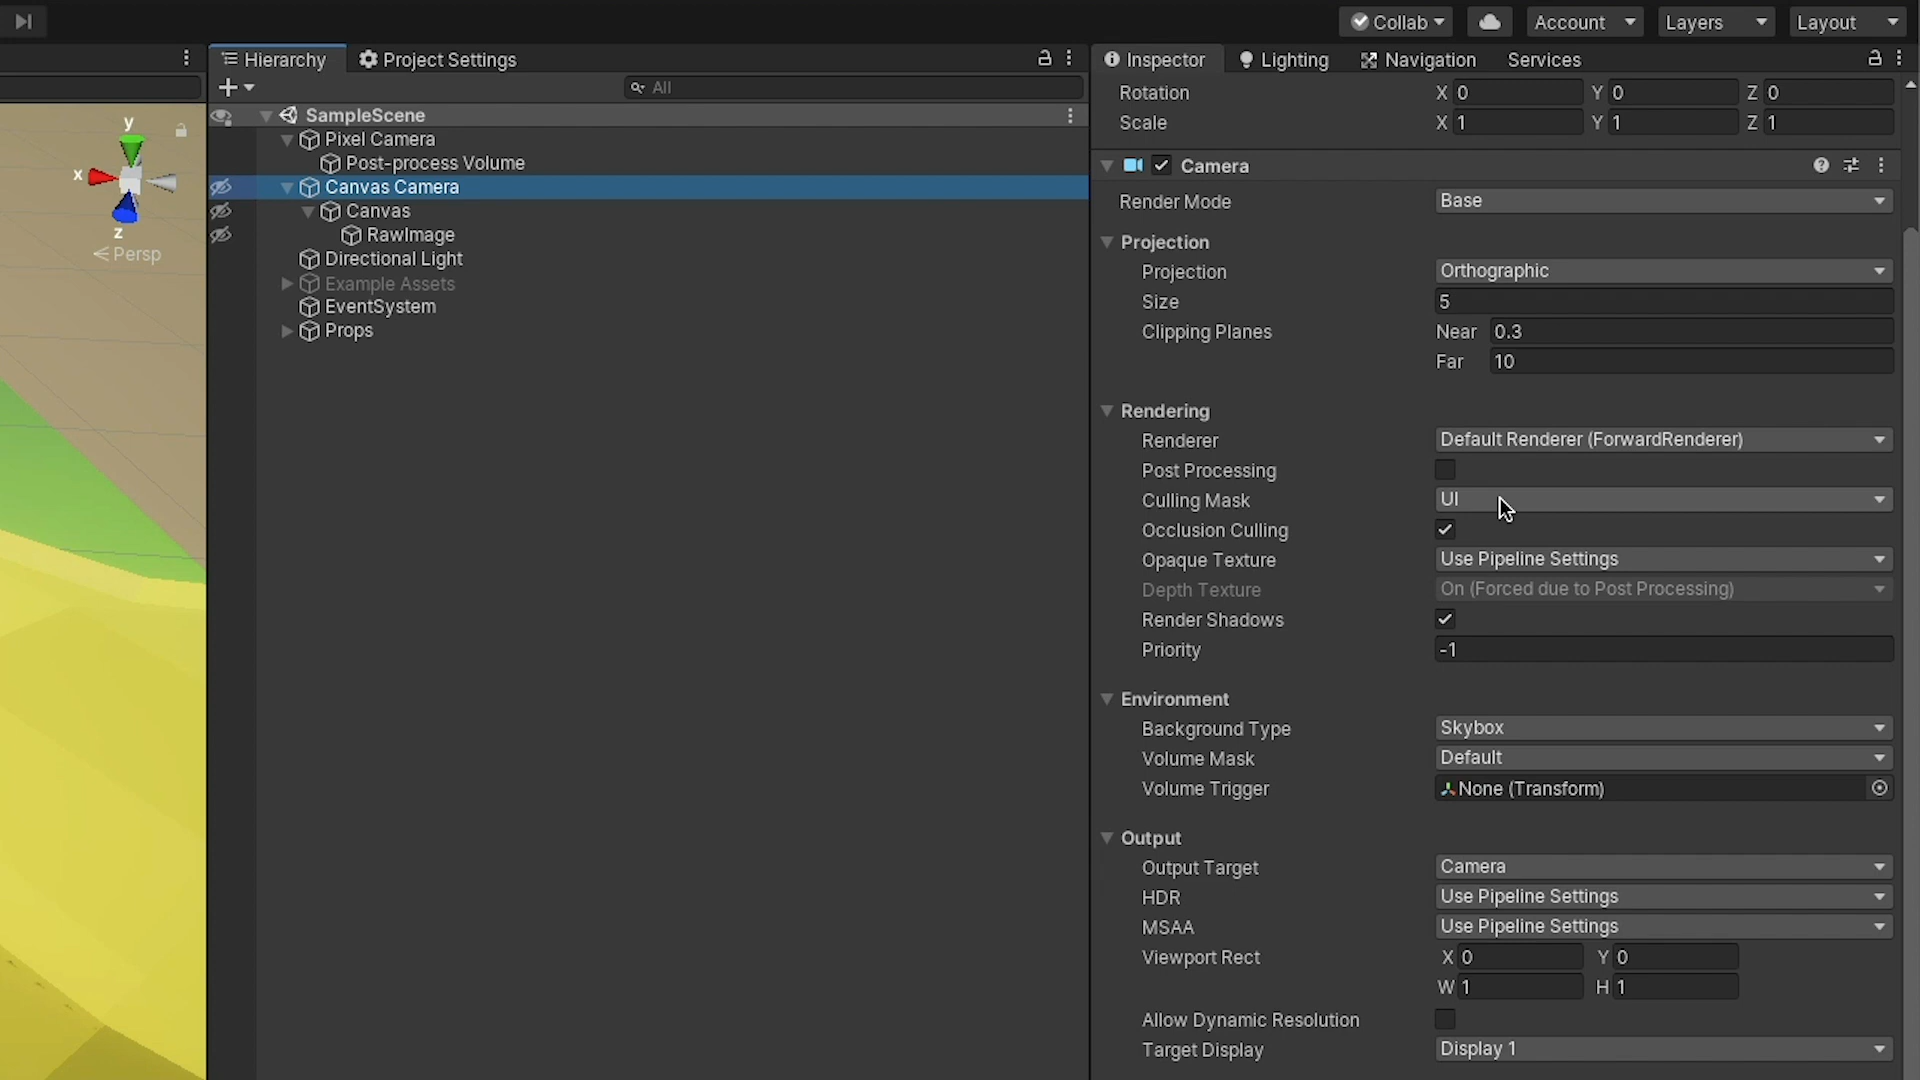 Collab
Account
Layers
Layout
Hierarchy
Project Settings
Inspector
Lighting
Navigation
Services
All
y
x
z
Persp
SampleScene
Pixel Camera
Post-process Volume
Canvas Camera
Canvas
RawImage
Directional Light
Example Assets
EventSystem
Props
Rotation X 0 Y 0 Z 0
Scale X 1 Y 1 Z 1
Camera
Render Mode Base
Projection
Projection Orthographic
Size 5
Clipping Planes Near 0.3
Far 10
Rendering
Renderer Default Renderer (ForwardRenderer)
Post Processing
Culling Mask UI
Occlusion Culling
Opaque Texture Use Pipeline Settings
Depth Texture On (Forced due to Post Processing)
Render Shadows
Priority -1
Environment
Background Type Skybox
Volume Mask Default
Volume Trigger None (Transform)
Output
Output Target Camera
HDR Use Pipeline Settings
MSAA Use Pipeline Settings
Viewport Rect X 0 Y 0
W 1 H 1
Allow Dynamic Resolution
Target Display Display 1